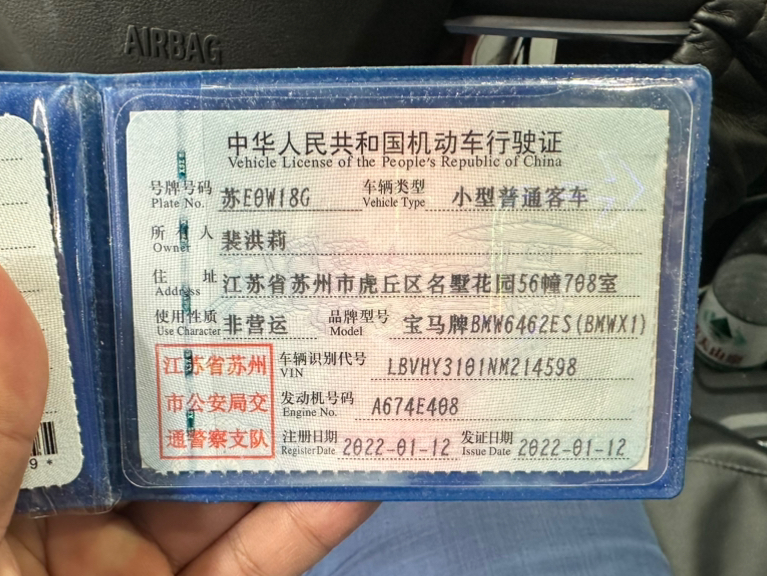 AIRBAG
中华人民共和国机动车行驶证
Vehicle License of the People's Republic of China
号牌号码 Plate No. 苏E0W18G 车辆类型 Vehicle Type 小型普通客车
所有人 Owner 裴洪莉
住址 Address 江苏省苏州市虎丘区名墅花园56幢708室
使用性质 Use Character 非营运 品牌型号 Model 宝马牌BMW6462ES(BMWX1)
江苏省苏州市公安局交通警察支队
车辆识别代号 VIN LBVHY3101NM214598
发动机号码 Engine No. A674E408
注册日期 Register Date 2022-01-12 发证日期 Issue Date 2022-01-12
9*